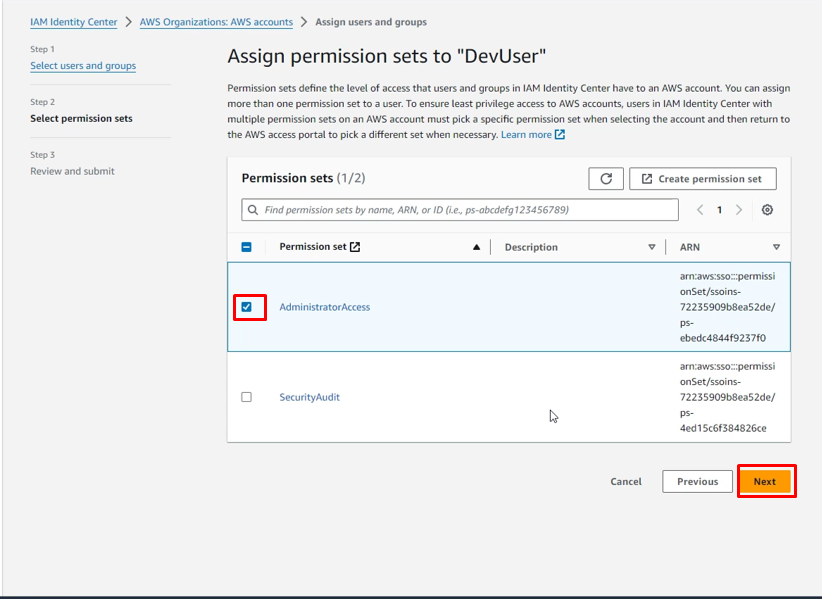 IAM Identity Center > AWS Organizations: AWS accounts > Assign users and groups
Step 1
Select users and groups
Step 2
Select permission sets
Step 3
Review and submit
Assign permission sets to "DevUser"
Permission sets define the level of access that users and groups in IAM Identity Center have to an AWS account. You can assign
more than one permission set to a user. To ensure least privilege access to AWS accounts, users in IAM Identity Center with
multiple permission sets on an AWS account must pick a specific permission set when selecting the account and then return to
the AWS access portal to pick a different set when necessary. Learn more
Permission sets (1/2)
Create permission set
Find permission sets by name, ARN, or ID (i.e., ps-abcdefg123456789)
< 1 >
Permission set
Description
ARN
AdministratorAccess
arn:aws:sso:::permissi
onSet/ssoins-
72235909b8ea52de/
ps-
ebedc4844f9237f0
SecurityAudit
arn:aws:sso:::permissi
onSet/ssoins-
72235909b8ea52de/
ps-
4ed15c6f384826ce
Cancel
Previous
Next